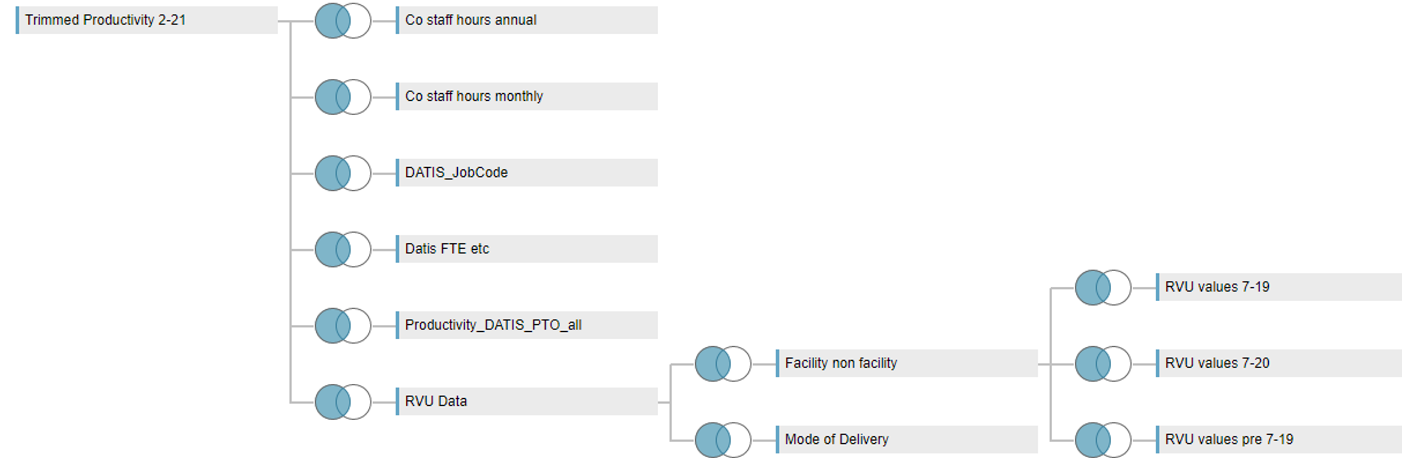 Trimmed Productivity 2-21
Co staff hours annual
Co staff hours monthly
DATIS_JobCode
Datis FTE etc
Productivity_DATIS_PTO_all
RVU Data
Facility non facility
Mode of Delivery
RVU values 7-19
RVU values 7-20
RVU values pre 7-19